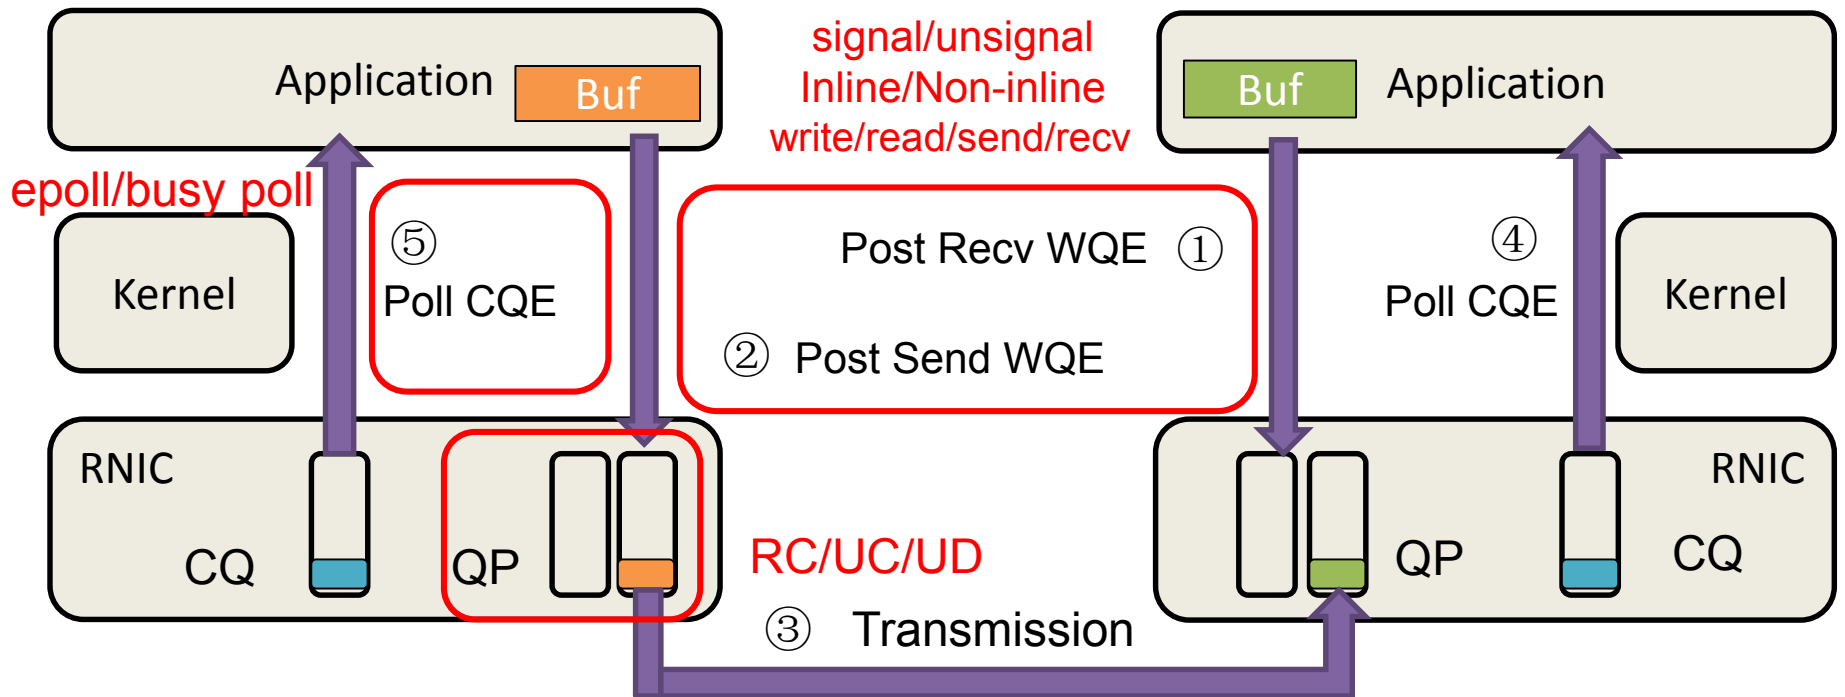 signal/unsignal
Inline/Non-inline
write/read/send/recv
Application
Buf
Buf
Application
epoll/busy poll
Kernel
⑤
Poll CQE
Post Recv WQE ①
② Post Send WQE
④
Poll CQE
Kernel
RNIC
CQ
QP
RC/UC/UD
③ Transmission
RNIC
QP
CQ